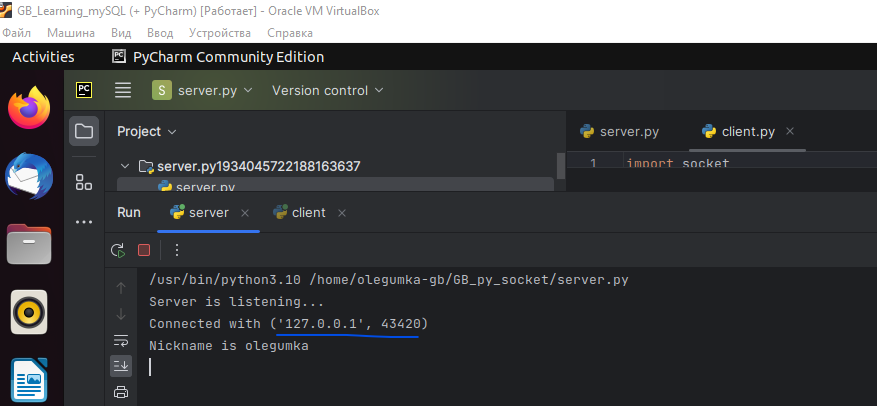 GB_Learning_mySQL (+ PyCharm) [Работает] - Oracle VM VirtualBox
Файл Машина Вид Ввод Устройства Справка
Activities PC PyCharm Community Edition
PC S server.py Version control
Project
server.py1934045722188163637
server.py
server.py client.py
1 import socket
Run server client
/usr/bin/python3.10 /home/olegumka-gb/GB_py_socket/server.py
Server is listening...
Connected with ('127.0.0.1', 43420)
Nickname is olegumka